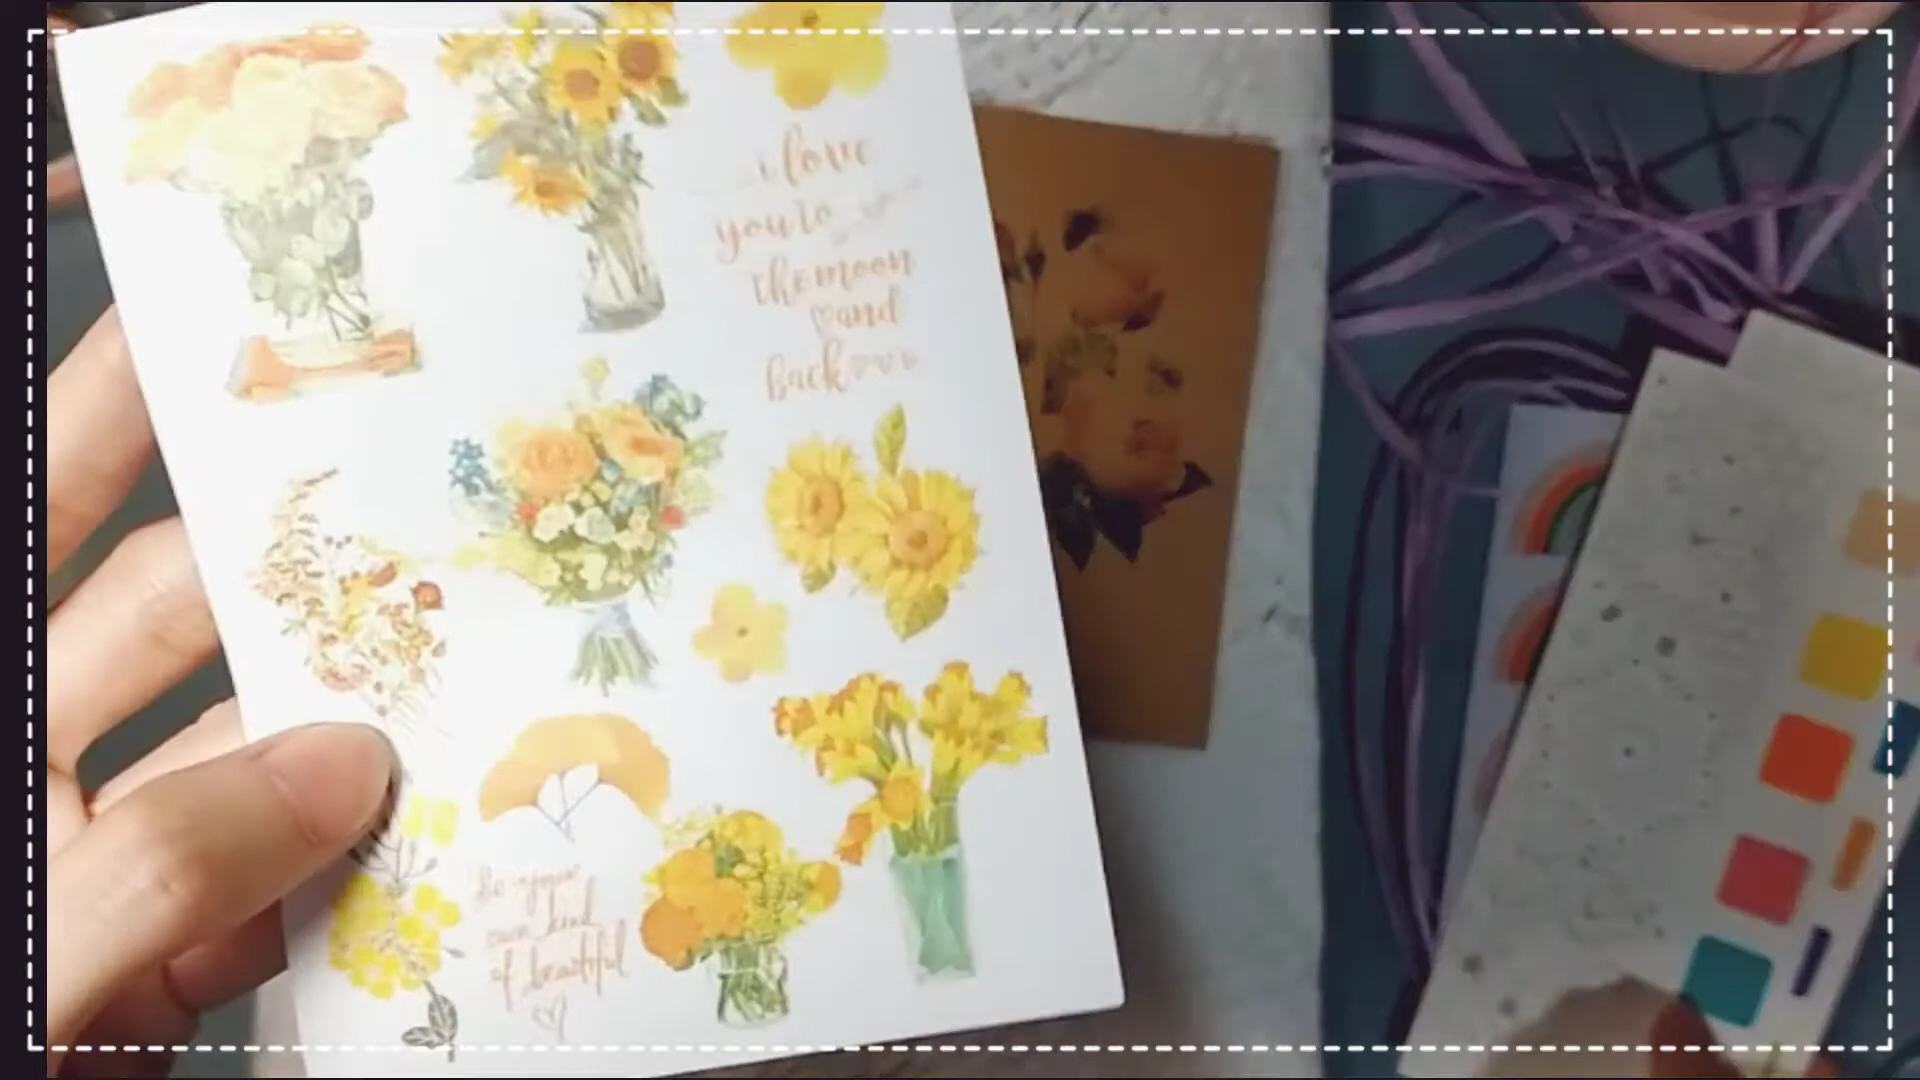 i love
you to
the moon
and
back
be your
own kind
of beautiful